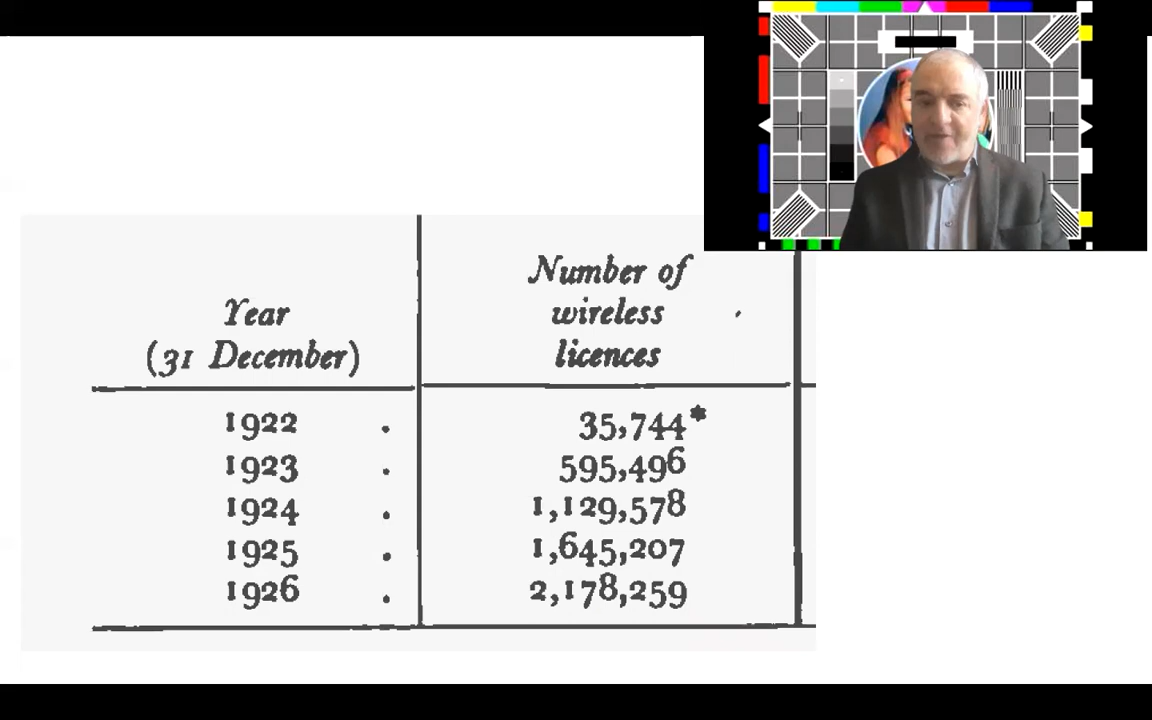 Year
(31 December)
Number of
wireless
licences
1922 . 35,744*
1923 . 595,496
1924 . 1,129,578
1925 . 1,645,207
1926 . 2,178,259